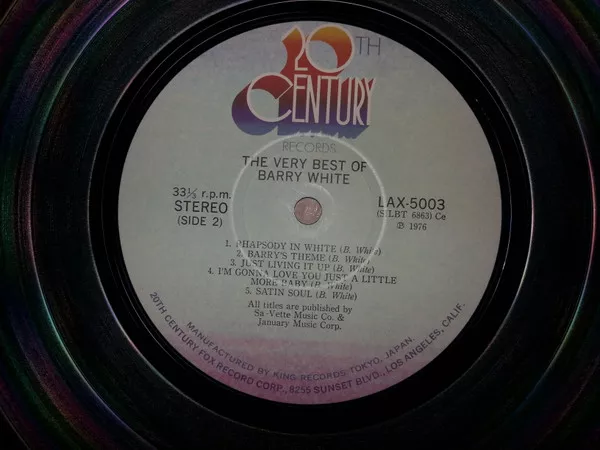 20TH
CENTURY
RECORDS
THE VERY BEST OF
BARRY WHITE
33⅓ r.p.m.
STEREO
(SIDE 2)
LAX-5003
(SLBT 6863) Ce
℗ 1976
1. RHAPSODY IN WHITE (B. White)
2. BARRY'S THEME (B. White)
3. JUST LIVING IT UP (B. White)
4. I'M GONNA LOVE YOU JUST A LITTLE
MORE BABY (B. White)
5. SATIN SOUL (B. White)
All titles are published by
Sa-Vette Music Co. &
January Music Corp.
MANUFACTURED BY KING RECORDS TOKYO, JAPAN.
20TH CENTURY FOX RECORD CORP., 8255 SUNSET BLVD., LOS ANGELES, CALIF.